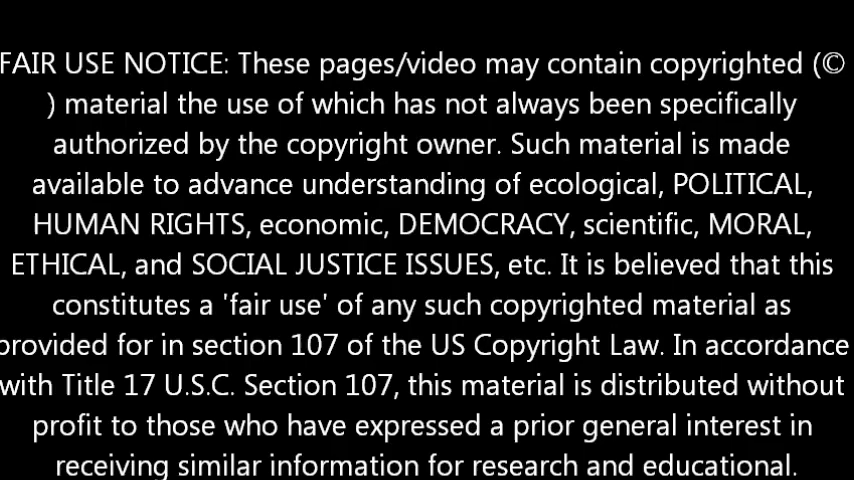 FAIR USE NOTICE: These pages/video may contain copyrighted (©
) material the use of which has not always been specifically
authorized by the copyright owner. Such material is made
available to advance understanding of ecological, POLITICAL,
HUMAN RIGHTS, economic, DEMOCRACY, scientific, MORAL,
ETHICAL, and SOCIAL JUSTICE ISSUES, etc. It is believed that this
constitutes a 'fair use' of any such copyrighted material as
provided for in section 107 of the US Copyright Law. In accordance
with Title 17 U.S.C. Section 107, this material is distributed without
profit to those who have expressed a prior general interest in
receiving similar information for research and educational.